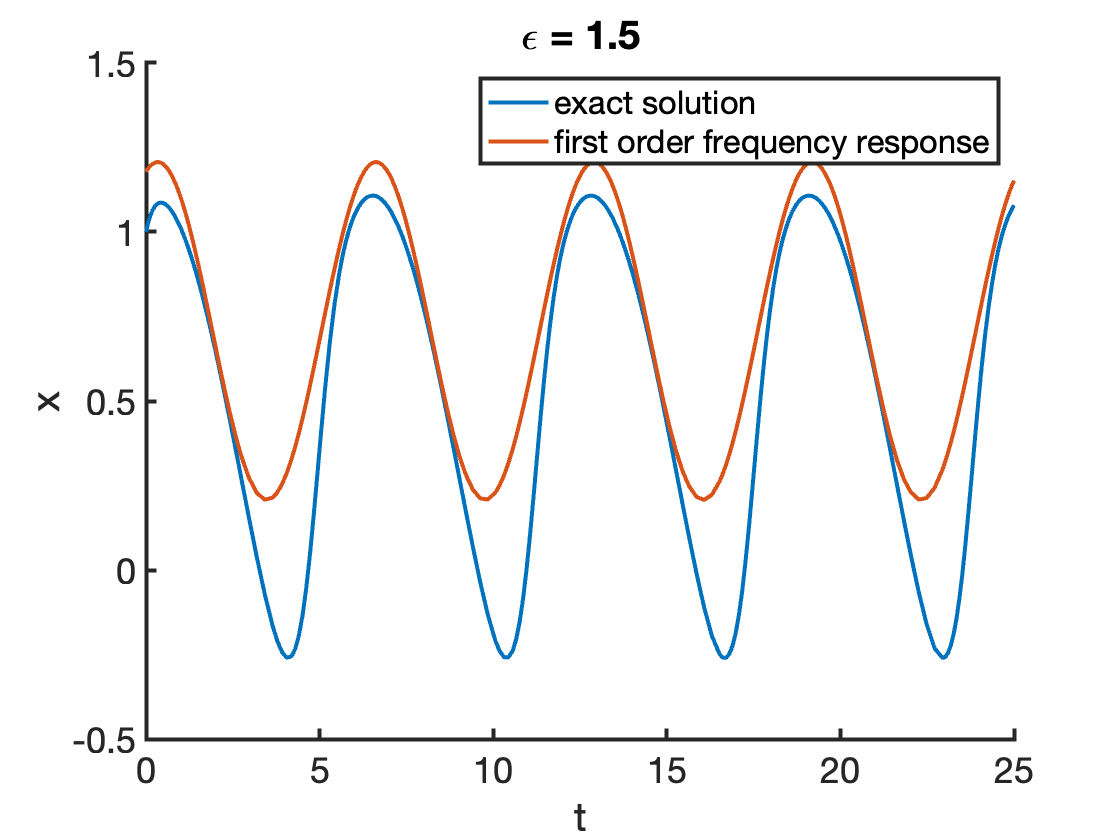 ϵ = 1.5
exact solution
first order frequency response
1.5
1
0.5
0
-0.5
x
0 5 10 15 20 25
t